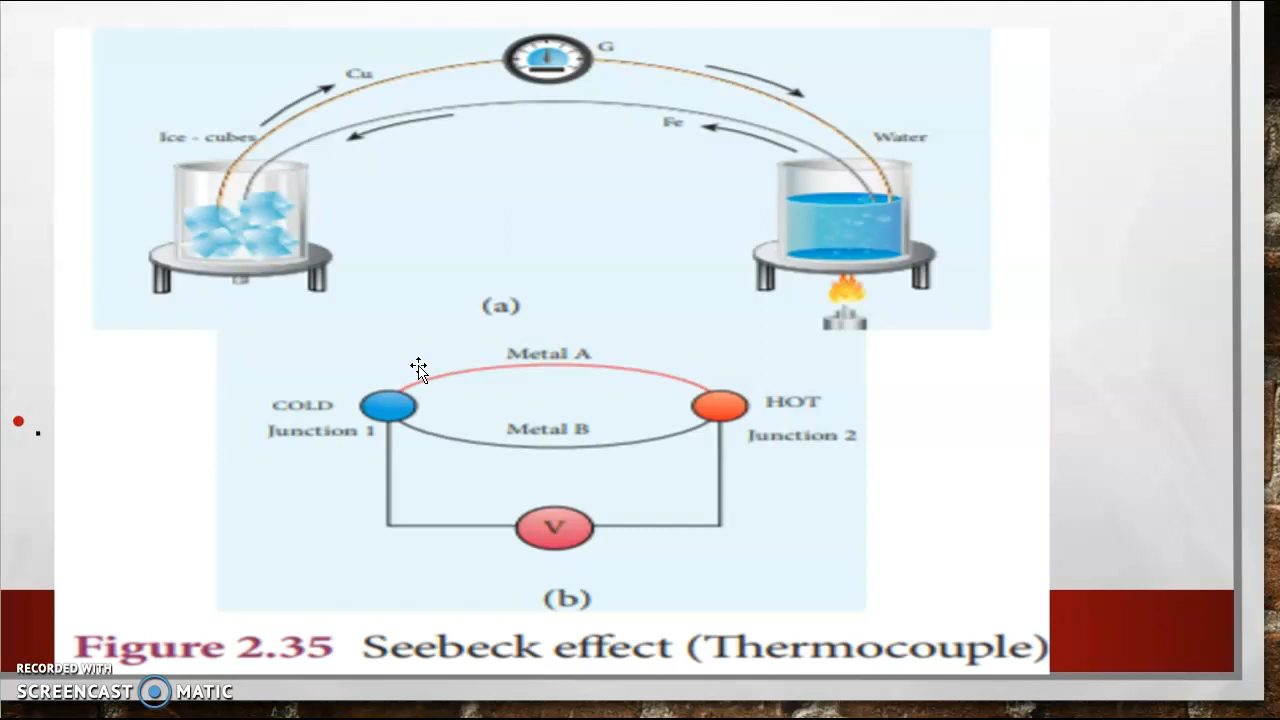 G
Cu
Fe
Ice - cubes
Water
(a)
Metal A
COLD
HOT
Junction 1
Metal B
Junction 2
V
(b)
Figure 2.35 Seebeck effect (Thermocouple)
RECORDED WITH
SCREENCAST MATIC